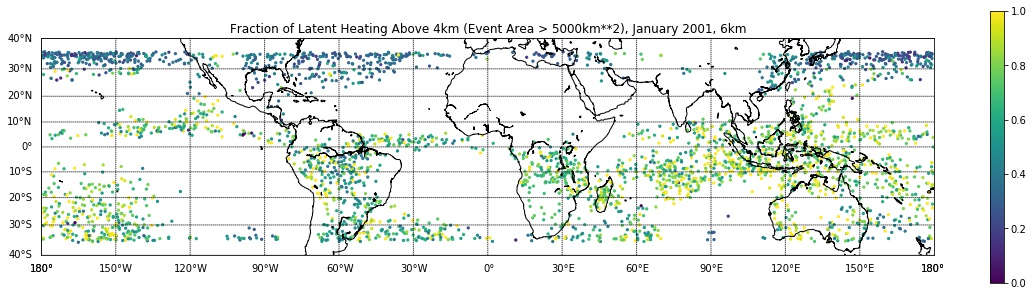 Fraction of Latent Heating Above 4km (Event Area > 5000km**2), January 2001, 6km
40°N
30°N
20°N
10°N
0°
10°S
20°S
30°S
40°S
180° 150°W 120°W 90°W 60°W 30°W 0° 30°E 60°E 90°E 120°E 150°E 180°
1.0
0.8
0.6
0.4
0.2
0.0